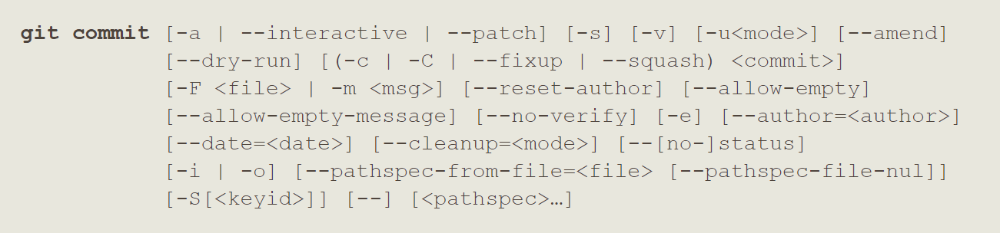 git commit [-a | --interactive | --patch] [-s] [-v] [-u<mode>] [--amend]
[--dry-run] [(-c | -C | --fixup | --squash) <commit>]
[-F <file> | -m <msg>] [--reset-author] [--allow-empty]
[--allow-empty-message] [--no-verify] [-e] [--author=<author>]
[--date=<date>] [--cleanup=<mode>] [--[no-]status]
[-i | -o] [--pathspec-from-file=<file> [--pathspec-file-nul]]
[-S[<keyid>]] [--] [<pathspec>…]